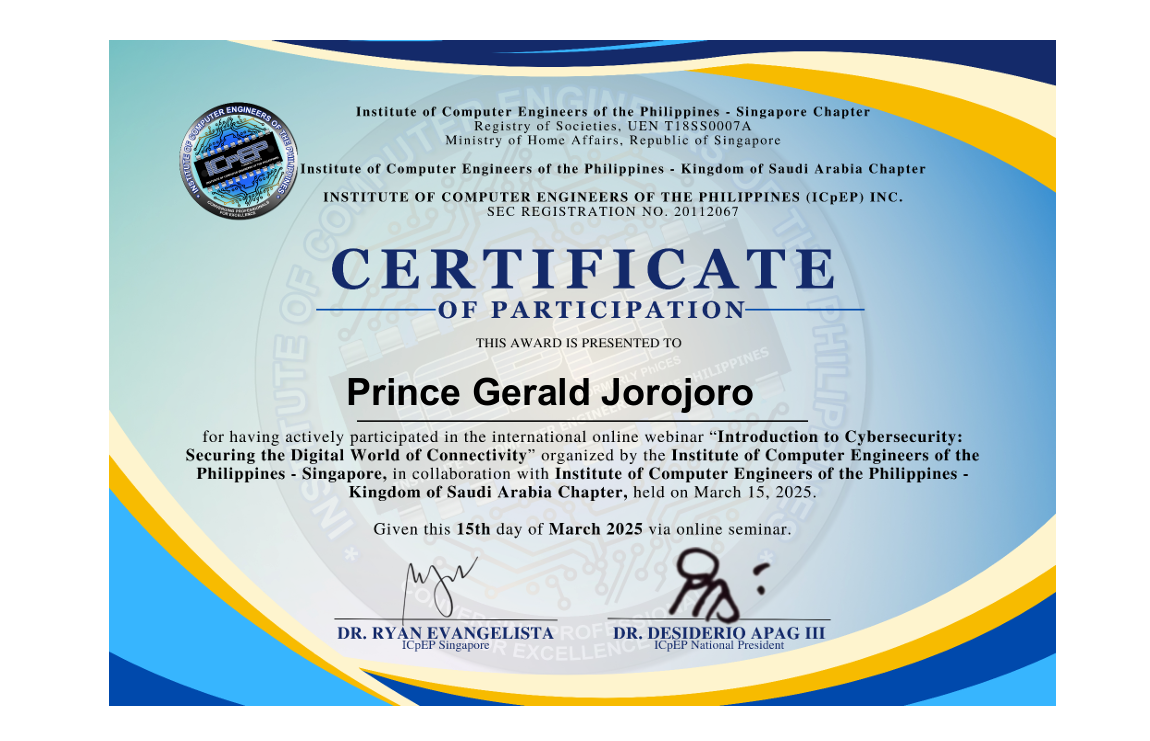 Institute of Computer Engineers of the Philippines - Singapore Chapter
Registry of Societies, UEN T18SS0007A
Ministry of Home Affairs, Republic of Singapore
INSTITUTE OF COMPUTER ENGINEERS OF THE PHILIPPINES
ICpEP
CONVERGING PROFESSIONALS
FOR EXCELLENCE
Institute of Computer Engineers of the Philippines - Kingdom of Saudi Arabia Chapter
INSTITUTE OF COMPUTER ENGINEERS OF THE PHILIPPINES (ICpEP) INC.
SEC REGISTRATION NO. 20112067
CERTIFICATE
OF PARTICIPATION
THIS AWARD IS PRESENTED TO
Prince Gerald Jorojoro
for having actively participated in the international online webinar “Introduction to Cybersecurity:
Securing the Digital World of Connectivity” organized by the Institute of Computer Engineers of the
Philippines - Singapore, in collaboration with Institute of Computer Engineers of the Philippines -
Kingdom of Saudi Arabia Chapter, held on March 15, 2025.
Given this 15th day of March 2025 via online seminar.
DR. RYAN EVANGELISTA
ICpEP Singapore
DR. DESIDERIO APAG III
ICpEP National President